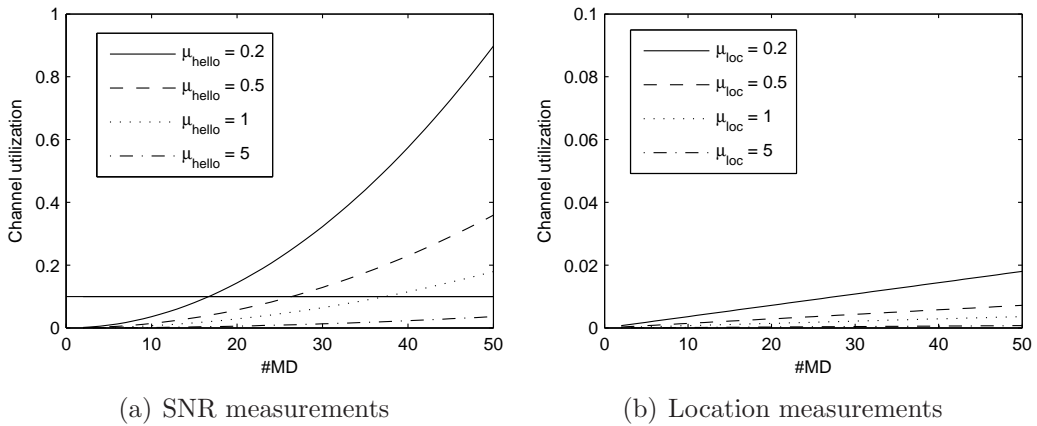 1
0.8
0.6
0.4
0.2
0
Channel utilization
μhello = 0.2
μhello = 0.5
μhello = 1
μhello = 5
0 10 20 30 40 50
#MD
(a) SNR measurements
0.1
0.08
0.06
0.04
0.02
0
Channel utilization
μloc = 0.2
μloc = 0.5
μloc = 1
μloc = 5
0 10 20 30 40 50
#MD
(b) Location measurements